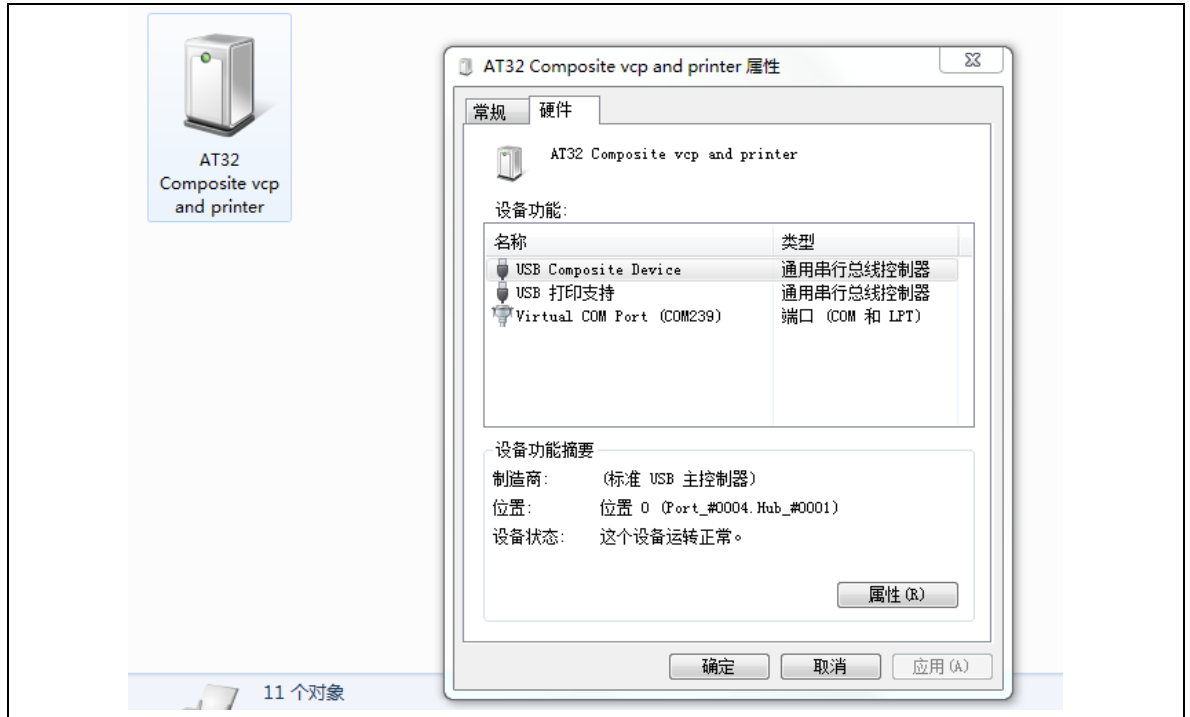 AT32
Composite vcp
and printer
AT32 Composite vcp and printer 属性
常规 硬件
AT32 Composite vcp and printer
设备功能:
名称 类型
USB Composite Device 通用串行总线控制器
USB 打印支持 通用串行总线控制器
Virtual COM Port (COM239) 端口 (COM 和 LPT)
设备功能摘要
制造商: (标准 USB 主控制器)
位置: 位置 0 (Port_#0004.Hub_#0001)
设备状态: 这个设备运转正常。
属性(R)
确定 取消 应用(A)
11 个对象